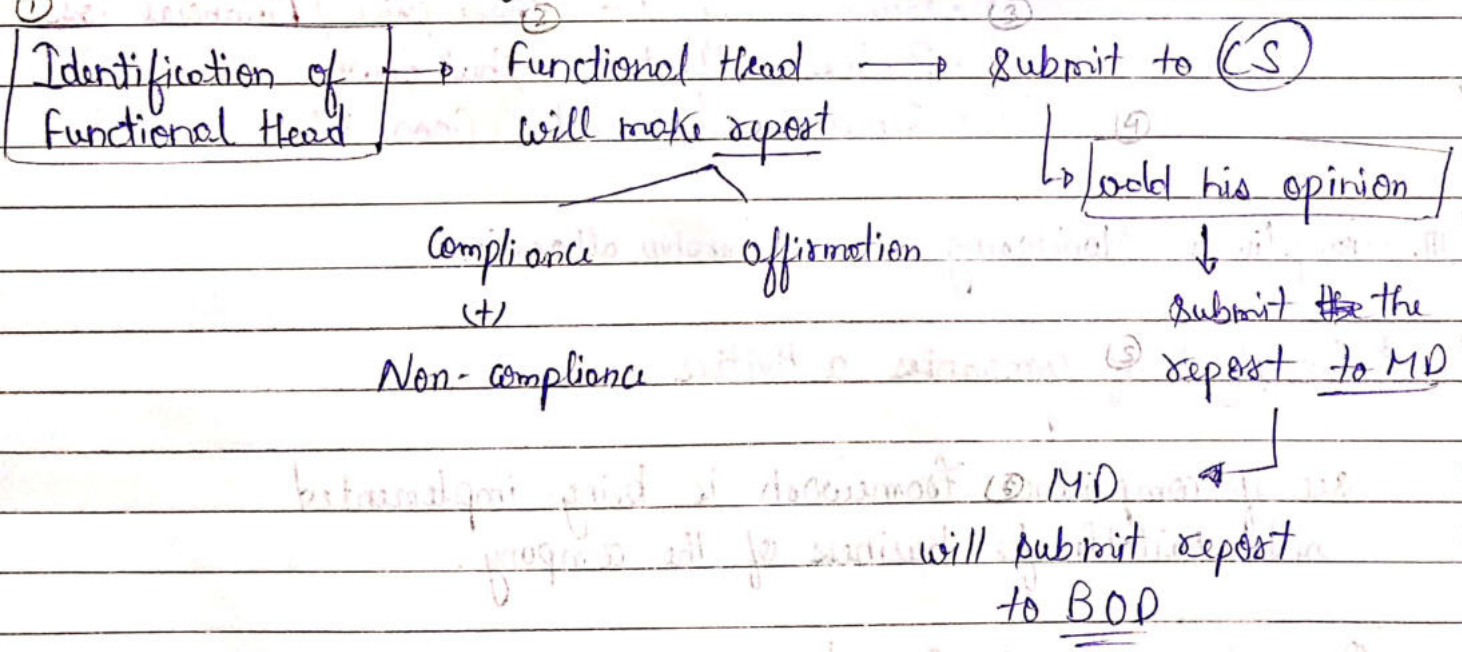 ① ② ③
Identification of → Functional Head → Submit to CS
Functional Head will make report
④
add his opinion
Compliance affirmation
(+) submit the
Non-compliance ⑤ report to MD
⑥ MD
will submit report
to BOD